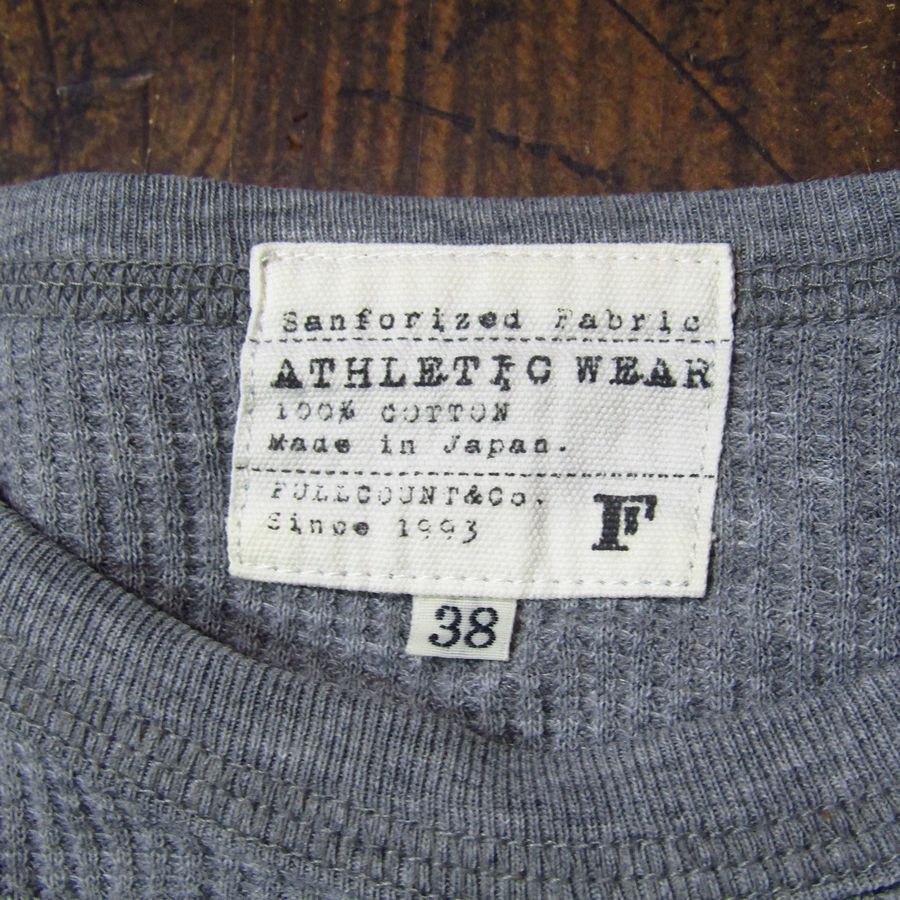 Sanforized Fabric
ATHLETIC WEAR
100% COTTON
Made in Japan.
FULLCOUNT&Co.
Since 1993
F
38